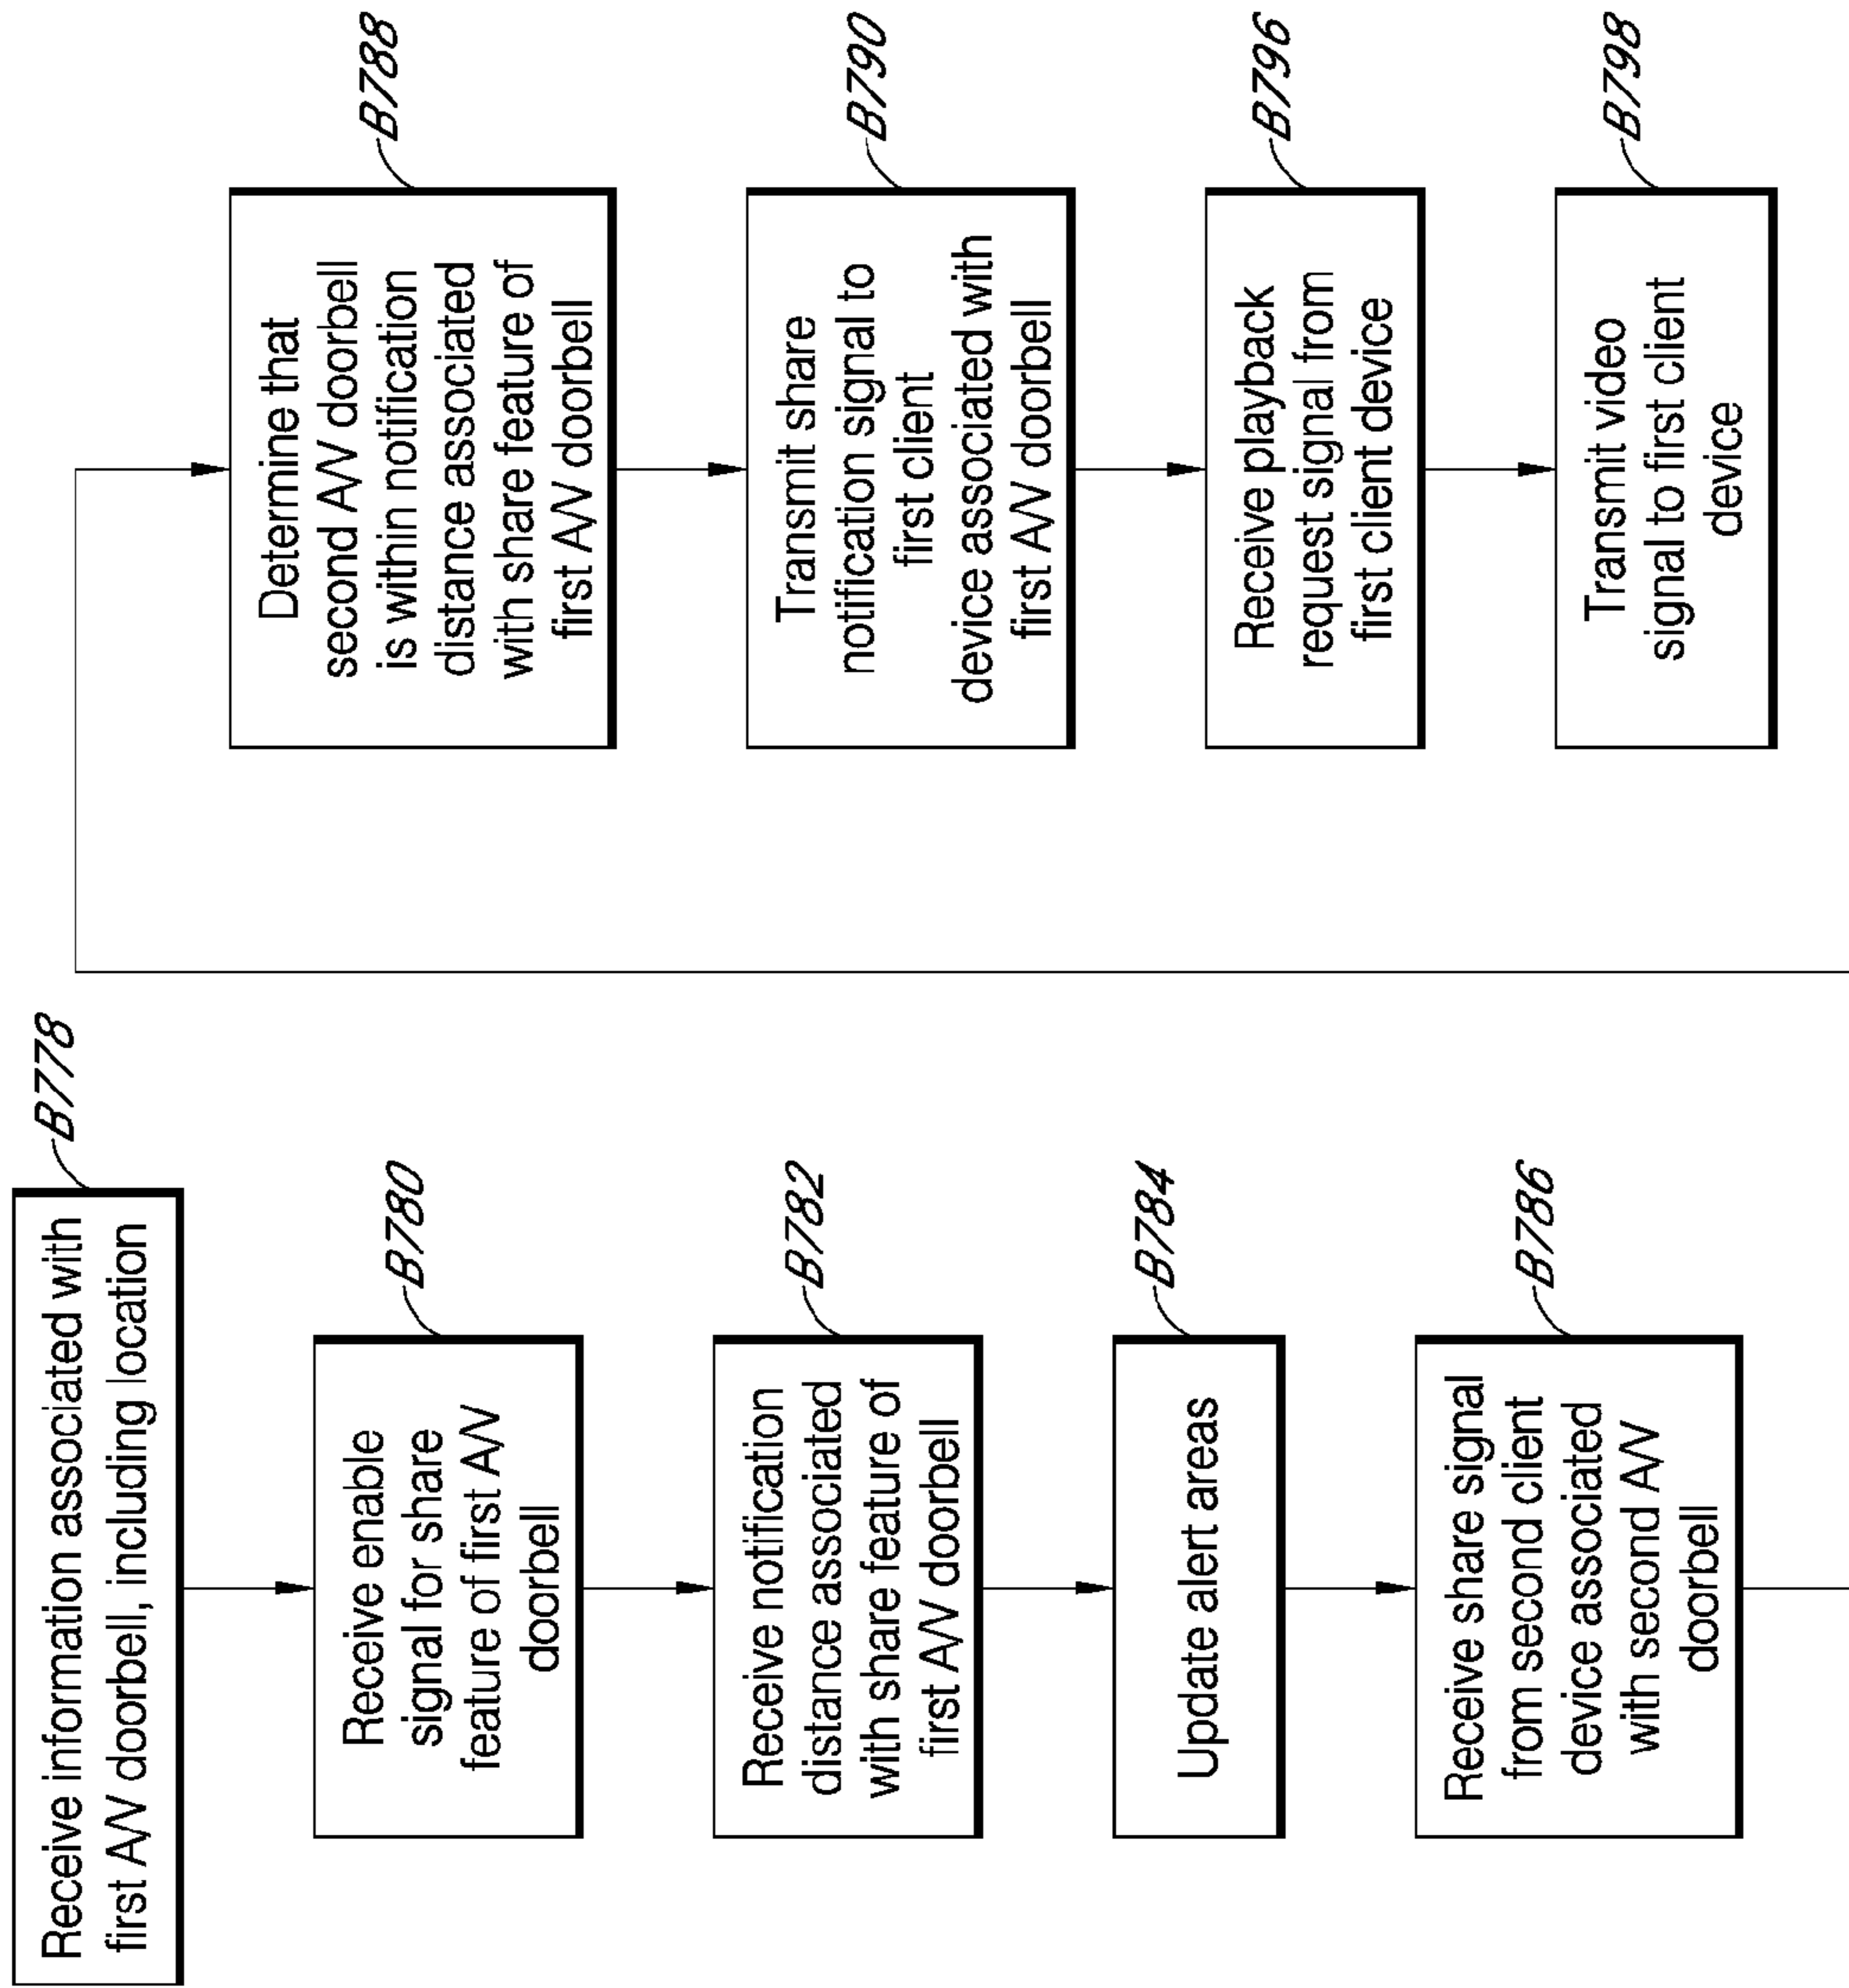 B778
Receive information associated with
first A/V doorbell, including location
B780
Receive enable
signal for share
feature of first A/V
doorbell
B782
Receive notification
distance associated
with share feature of
first A/V doorbell
B784
Update alert areas
B786
Receive share signal
from second client
device associated
with second A/V
doorbell
B788
Determine that
second A/V doorbell
is within notification
distance associated
with share feature of
first A/V doorbell
B790
Transmit share
notification signal to
first client
device associated with
first A/V doorbell
B796
Receive playback
request signal from
first client device
B798
Transmit video
signal to first client
device